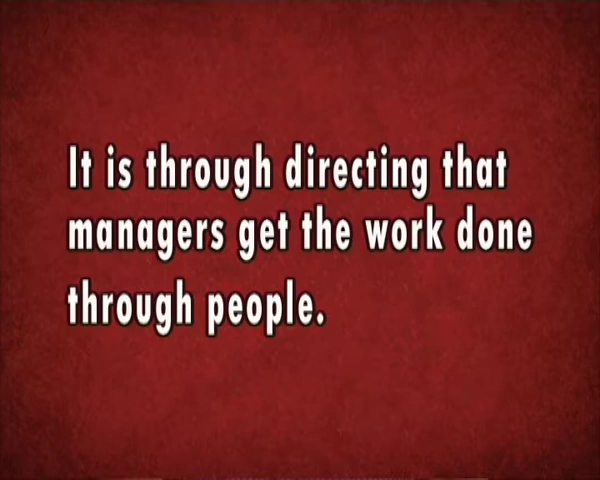 It is through directing that
managers get the work done
through people.